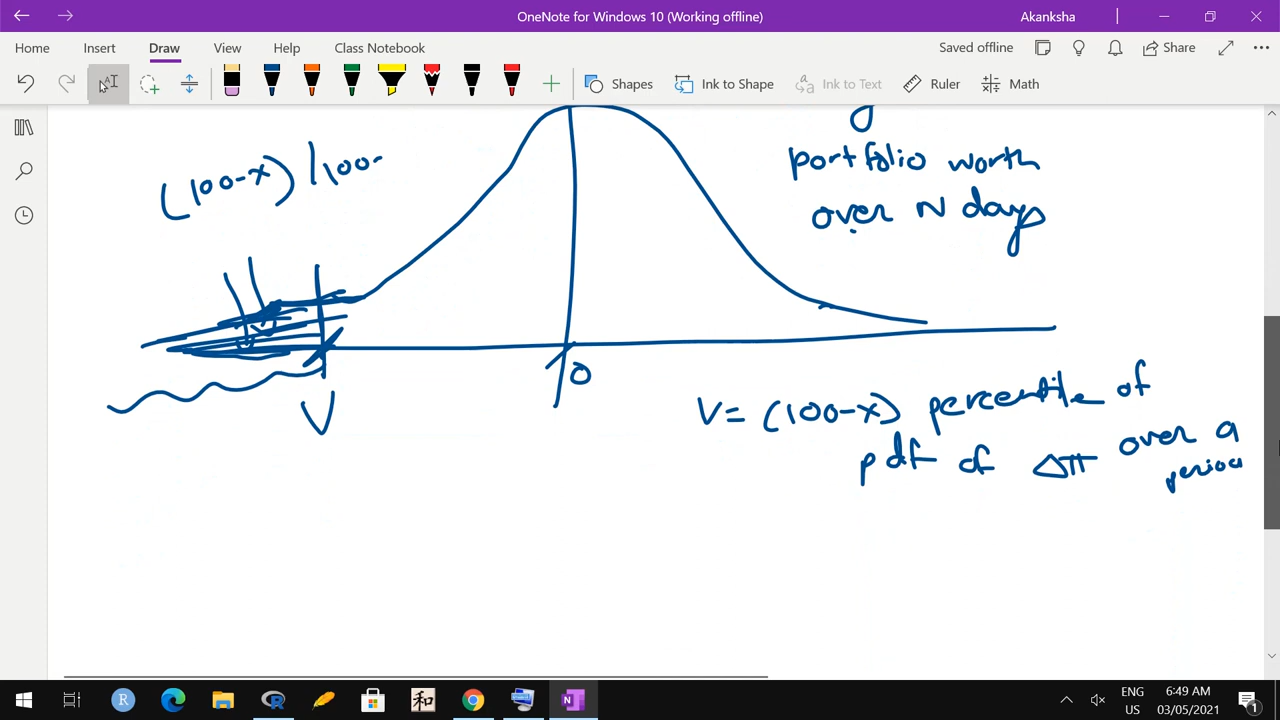 OneNote for Windows 10 (Working offline)
Akanksha
Home
Insert
Draw
View
Help
Class Notebook
Saved offline
Share
Shapes
Ink to Shape
Ink to Text
Ruler
Math
(100-x) | 100
portfolio worth
over N days
0
V
V = (100-x) percentile of
pdf of Δπ over a
period
ENG
US
6:49 AM
03/05/2021
1